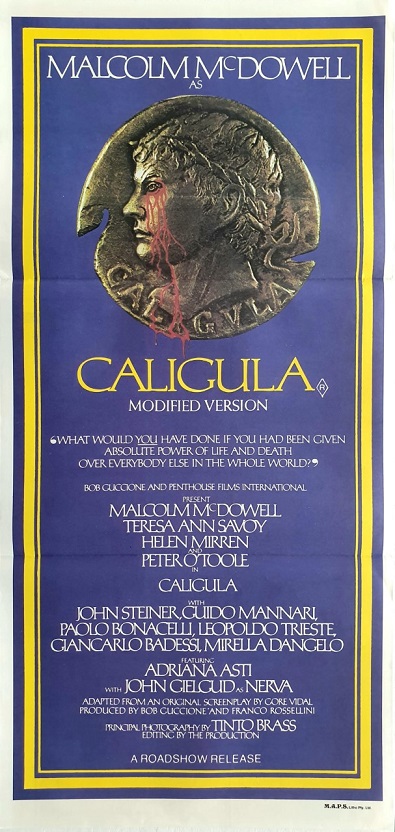 MALCOLM McDOWELL
AS
CALIGULA
CALIGULA R
MODIFIED VERSION
“WHAT WOULD YOU HAVE DONE IF YOU HAD BEEN GIVEN
ABSOLUTE POWER OF LIFE AND DEATH
OVER EVERYBODY ELSE IN THE WHOLE WORLD?”
BOB GUCCIONE AND PENTHOUSE FILMS INTERNATIONAL
PRESENT
MALCOLM McDOWELL
TERESA ANN SAVOY
HELEN MIRREN
AND
PETER O'TOOLE
IN
CALIGULA
WITH
JOHN STEINER, GUIDO MANNARI,
PAOLO BONACELLI, LEOPOLDO TRIESTE,
GIANCARLO BADESSI, MIRELLA DANGELO
FEATURING
ADRIANA ASTI
WITH JOHN GIELGUD AS NERVA
ADAPTED FROM AN ORIGINAL SCREENPLAY BY GORE VIDAL
PRODUCED BY BOB GUCCIONE AND FRANCO ROSSELLINI
PRINCIPAL PHOTOGRAPHY BY TINTO BRASS
EDITING BY THE PRODUCTION
A ROADSHOW RELEASE
M.A.P.S. Litho Pty. Ltd.